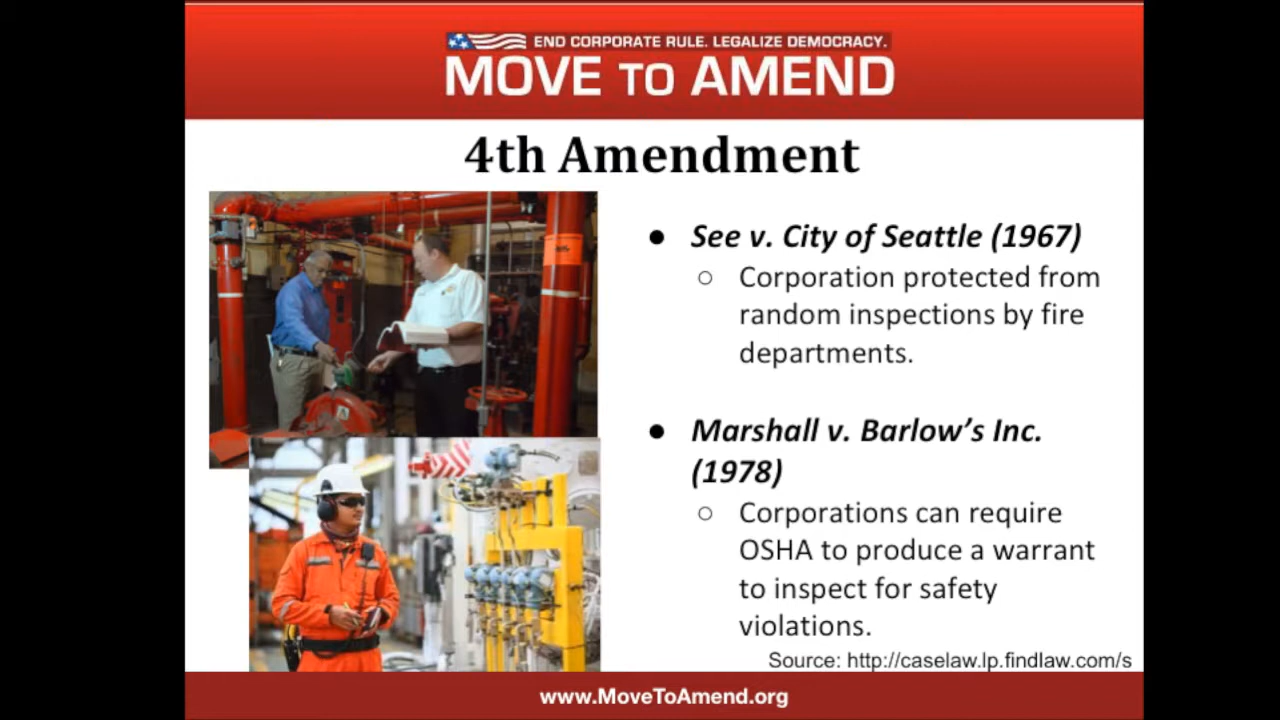 END CORPORATE RULE. LEGALIZE DEMOCRACY.
MOVE TO AMEND
4th Amendment
● See v. City of Seattle (1967)
○ Corporation protected from
random inspections by fire
departments.
● Marshall v. Barlow’s Inc.
(1978)
○ Corporations can require
OSHA to produce a warrant
to inspect for safety
violations.
Source: http://caselaw.lp.findlaw.com/s
www.MoveToAmend.org